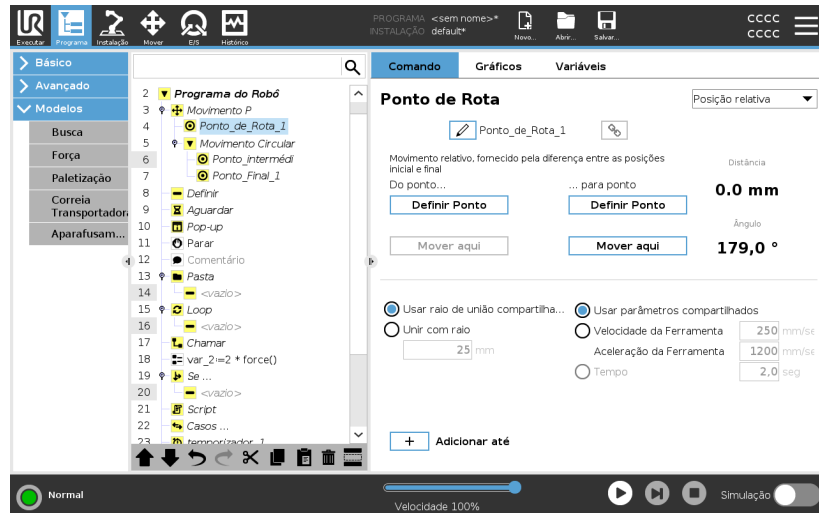 PROGRAMA <sem nome>*
INSTALAÇÃO default*
Executar
Programa
Instalação
Mover
E/S
Histórico
Novo...
Abrir...
Salvar...
CCCC
CCCC
Básico
Avançado
Modelos
Busca
Força
Paletização
Correia
Transportador
Aparafusam...
2 Programa do Robô
3 Movimento P
4 Ponto_de_Rota_1
5 Movimento Circular
6 Ponto_intermédi
7 Ponto_Final_1
8 Definir
9 Aguardar
10 Pop-up
11 Parar
12 Comentário
13 Pasta
14 <vazio>
15 Loop
16 <vazio>
17 Chamar
18 var_2:=2 * force()
19 Se ...
20 <vazio>
21 Script
22 Casos ...
23 temporizador_1
Comando
Gráficos
Variáveis
Ponto de Rota
Posição relativa
Ponto_de_Rota_1
Movimento relativo, fornecido pela diferença entre as posições
inicial e final
Do ponto...
... para ponto
Definir Ponto
Definir Ponto
Mover aqui
Mover aqui
Distância
0.0 mm
Ângulo
179,0 °
Usar raio de união compartilha...
Unir com raio
25 mm
Usar parâmetros compartilhados
Velocidade da Ferramenta 250 mm/se
Aceleração da Ferramenta 1200 mm/se
Tempo 2,0 seg
+ Adicionar até
Normal
Velocidade 100%
Simulação